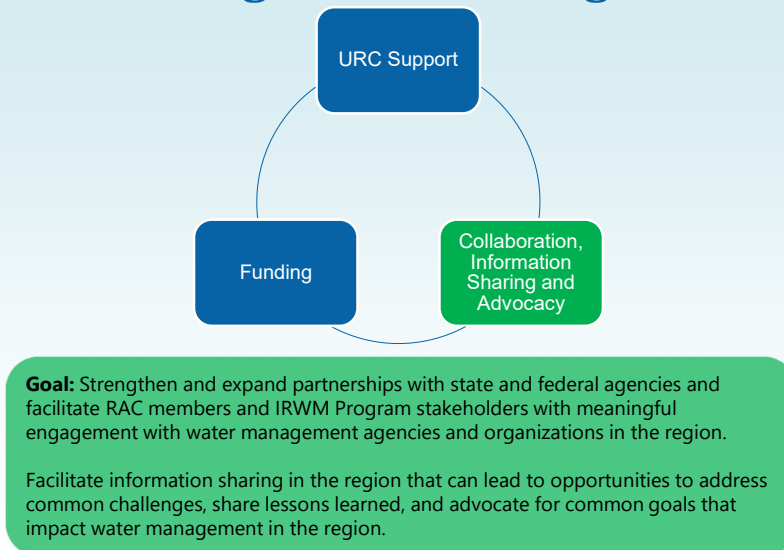 URC Support
Funding
Collaboration,
Information
Sharing and
Advocacy
Goal: Strengthen and expand partnerships with state and federal agencies and
facilitate RAC members and IRWM Program stakeholders with meaningful
engagement with water management agencies and organizations in the region.
Facilitate information sharing in the region that can lead to opportunities to address
common challenges, share lessons learned, and advocate for common goals that
impact water management in the region.